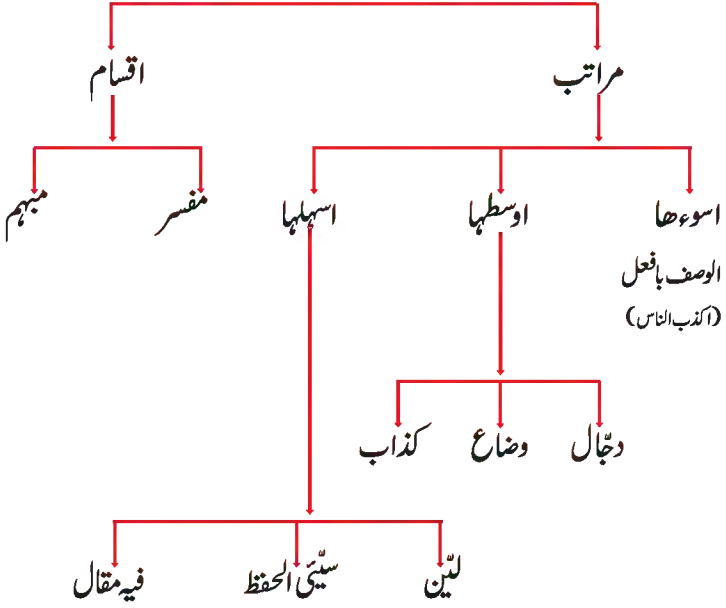 مراتب اقسام
اسوءھا اوسطہا اسہلہا مفسر مبہم
الوصف بافعل
(اکذب الناس)
دجّال وضاع کذاب
لیّن سیّئی الحفظ فیہ مقال